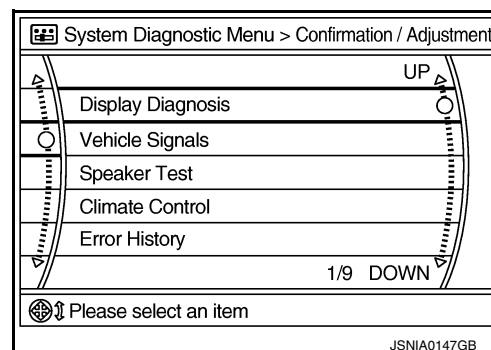 System Diagnostic Menu > Confirmation / Adjustment
UP
Display Diagnosis
Vehicle Signals
Speaker Test
Climate Control
Error History
1/9 DOWN
Please select an item
JSNIA0147GB